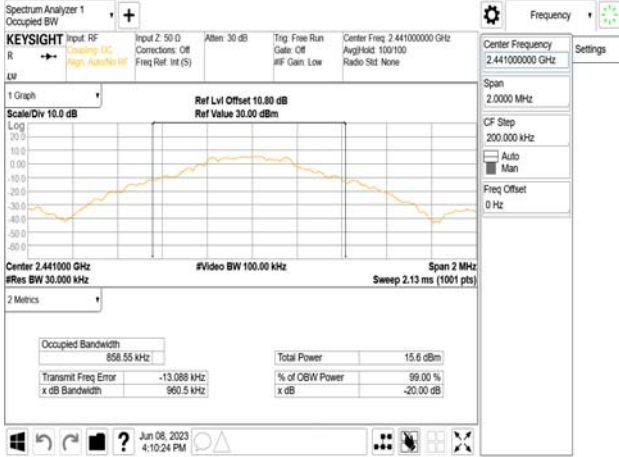 Spectrum Analyzer 1
Occupied BW
Frequency
KEYSIGHT
R
Input: RF
Coupling: DC
Align: Auto/No RF
Input Z: 50 Ω
Corrections: Off
Freq Ref: Int (S)
Atten: 30 dB
Trig: Free Run
Gate: Off
#IF Gain: Low
Center Freq: 2.441000000 GHz
Avg|Hold: 100/100
Radio Std: None
Center Frequency
2.441000000 GHz
Settings
Span
2.0000 MHz
CF Step
200.000 kHz
Auto
Man
Freq Offset
0 Hz
1 Graph
Scale/Div 10.0 dB
Ref Lvl Offset 10.80 dB
Ref Value 30.00 dBm
Log
20.0
10.0
0.00
-10.0
-20.0
-30.0
-40.0
-50.0
-60.0
Center 2.441000 GHz
#Res BW 30.000 kHz
#Video BW 100.00 kHz
Span 2 MHz
Sweep 2.13 ms (1001 pts)
2 Metrics
Occupied Bandwidth
858.55 kHz
Total Power 15.6 dBm
Transmit Freq Error -13.088 kHz
% of OBW Power 99.00 %
x dB Bandwidth 960.5 kHz
x dB -20.00 dB
Jun 08, 2023
4:10:24 PM